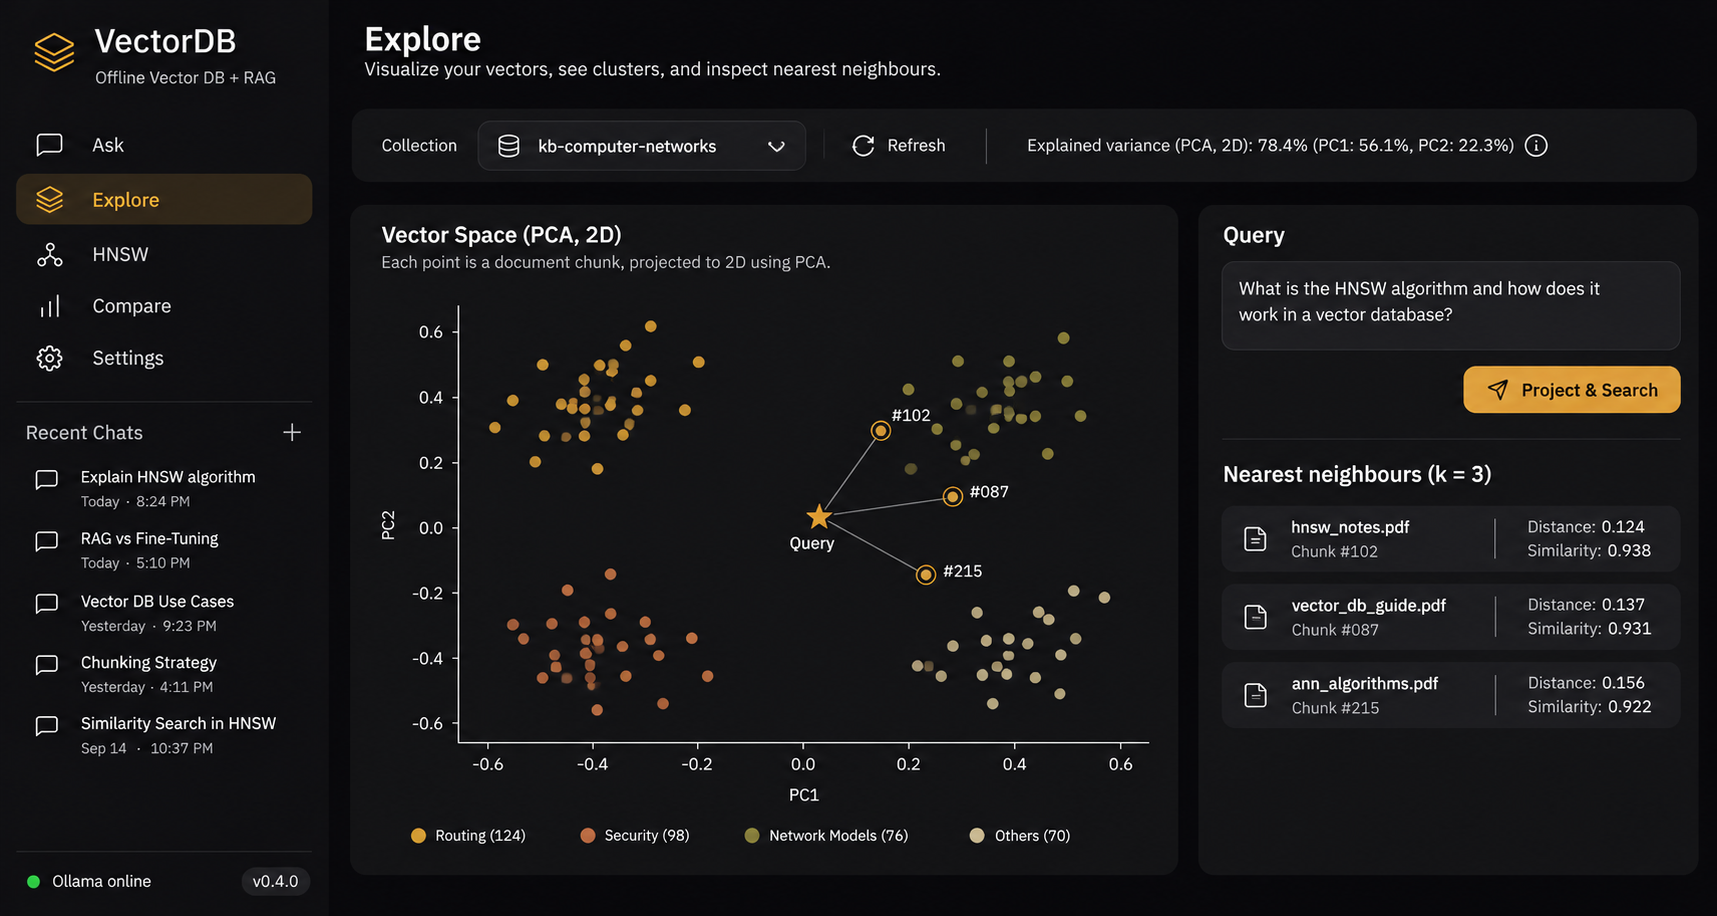 VectorDB
Offline Vector DB + RAG
Ask
Explore
HNSW
Compare
Settings
Recent Chats
Explain HNSW algorithm
Today · 8:24 PM
RAG vs Fine-Tuning
Today · 5:10 PM
Vector DB Use Cases
Yesterday · 9:23 PM
Chunking Strategy
Yesterday · 4:11 PM
Similarity Search in HNSW
Sep 14 · 10:37 PM
Ollama online
v0.4.0
Explore
Visualize your vectors, see clusters, and inspect nearest neighbours.
Collection
kb-computer-networks
Refresh
Explained variance (PCA, 2D): 78.4% (PC1: 56.1%, PC2: 22.3%)
Vector Space (PCA, 2D)
Each point is a document chunk, projected to 2D using PCA.
PC2
0.6
0.4
0.2
0.0
-0.2
-0.4
-0.6
#102
#087
Query
#215
-0.6 -0.4 -0.2 0.0 0.2 0.4 0.6
PC1
Routing (124) Security (98) Network Models (76) Others (70)
Query
What is the HNSW algorithm and how does it
work in a vector database?
Project & Search
Nearest neighbours (k = 3)
hnsw_notes.pdf
Chunk #102
Distance: 0.124
Similarity: 0.938
vector_db_guide.pdf
Chunk #087
Distance: 0.137
Similarity: 0.931
ann_algorithms.pdf
Chunk #215
Distance: 0.156
Similarity: 0.922